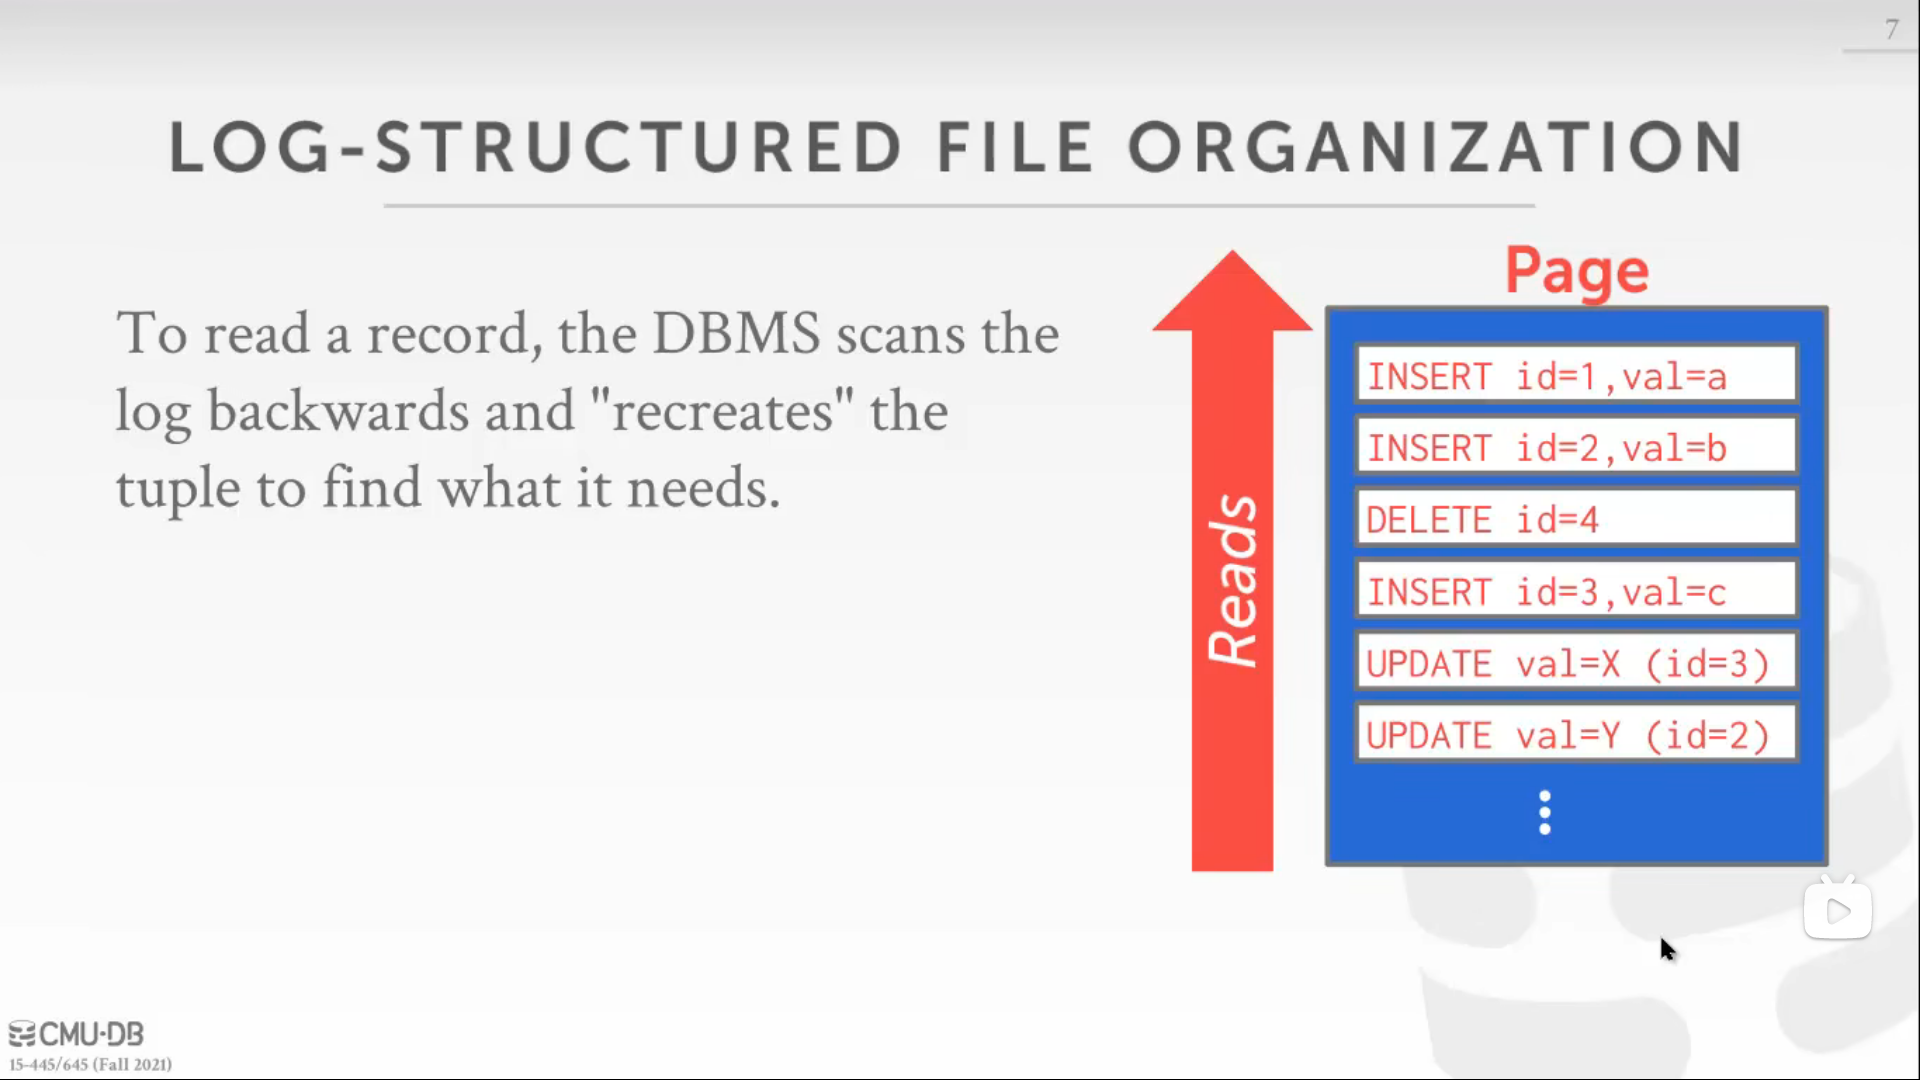 7
LOG-STRUCTURED FILE ORGANIZATION
To read a record, the DBMS scans the
log backwards and "recreates" the
tuple to find what it needs.
Reads
Page
INSERT id=1,val=a
INSERT id=2,val=b
DELETE id=4
INSERT id=3,val=c
UPDATE val=X (id=3)
UPDATE val=Y (id=2)
CMU·DB
15-445/645 (Fall 2021)